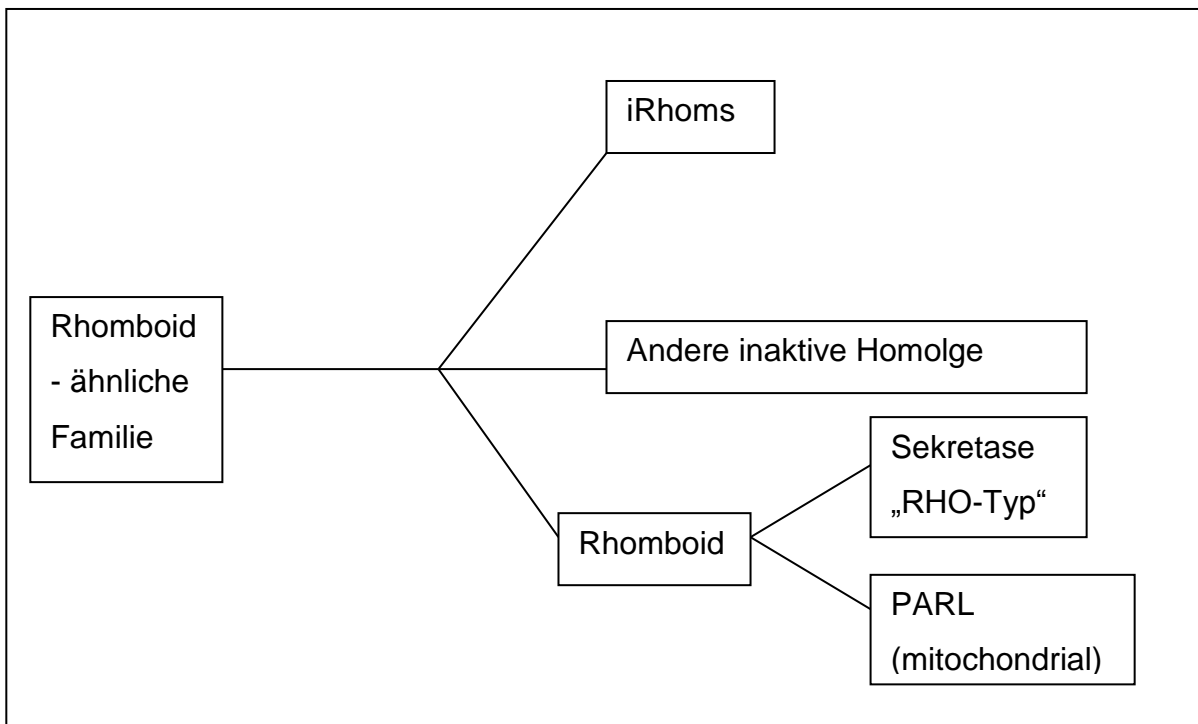 iRhoms
Rhomboid
- ähnliche
Familie
Andere inaktive Homolge
Sekretase
„RHO-Typ“
Rhomboid
PARL
(mitochondrial)